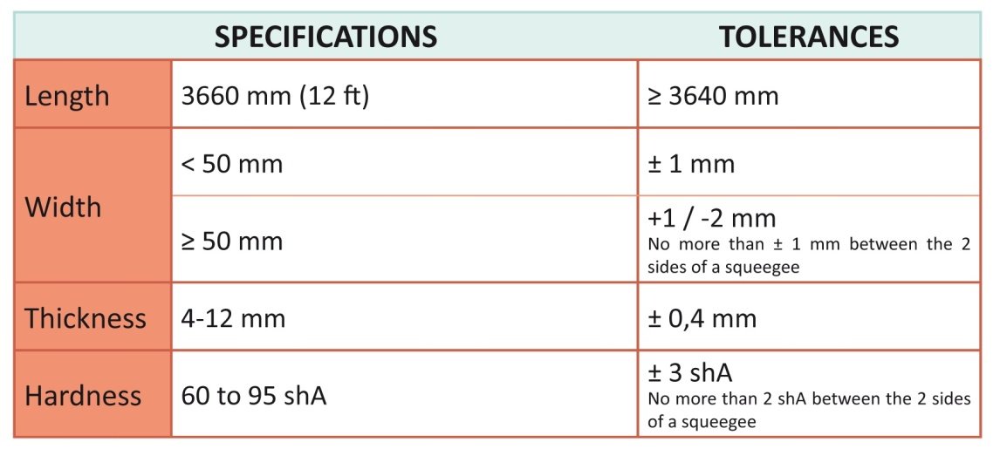 SPECIFICATIONS TOLERANCES
Length 3660 mm (12 ft) ≥ 3640 mm
Width
< 50 mm ± 1 mm
≥ 50 mm
+1 / -2 mm
No more than ± 1 mm between the 2
sides of a squeegee
Thickness 4-12 mm ± 0,4 mm
Hardness 60 to 95 shA
± 3 shA
No more than 2 shA between the 2 sides
of a squeegee